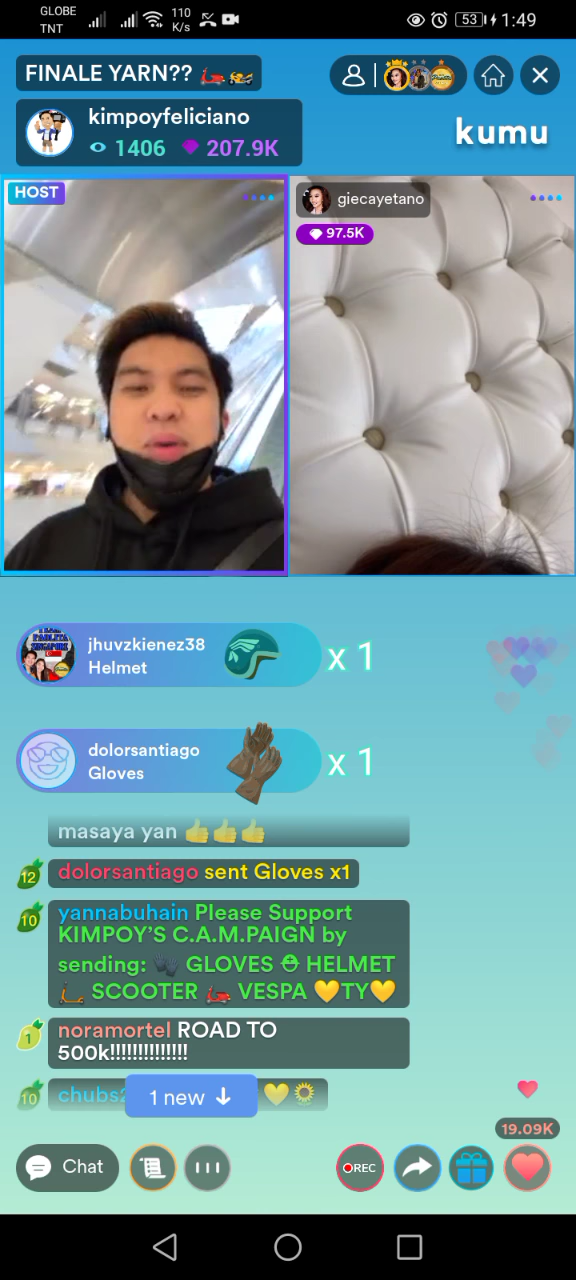 GLOBE
TNT
110
K/s
53
1:49
FINALE YARN?? 🛵🏍️
kimpoyfeliciano
1406 207.9K
kumu
HOST
giecayetano
97.5K
jhuvzkienez38
Helmet
x 1
dolorsantiago
Gloves
x 1
masaya yan 👍👍👍
12
dolorsantiago sent Gloves x1
10
yannabuhain Please Support
KIMPOY'S C.A.M.PAIGN by
sending: 🧤 GLOVES ⛑ HELMET
🛴 SCOOTER 🛵 VESPA 💛TY💛
1
noramortel ROAD TO
500k!!!!!!!!!!!!!!
10
1 new ↓
💛🌻
19.09K
Chat
REC